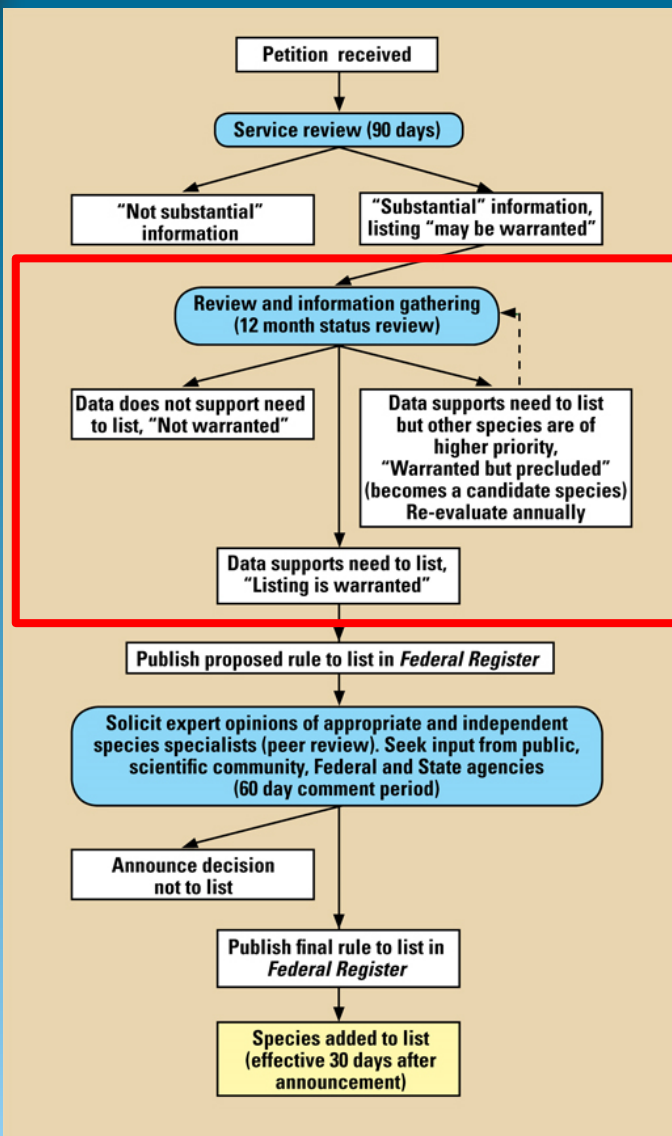 Petition received
Service review (90 days)
“Not substantial”
information
“Substantial” information,
listing “may be warranted”
Review and information gathering
(12 month status review)
Data does not support need
to list, “Not warranted”
Data supports need to list
but other species are of
higher priority,
“Warranted but precluded”
(becomes a candidate species)
Re-evaluate annually
Data supports need to list,
“Listing is warranted”
Publish proposed rule to list in Federal Register
Solicit expert opinions of appropriate and independent
species specialists (peer review). Seek input from public,
scientific community, Federal and State agencies
(60 day comment period)
Announce decision
not to list
Publish final rule to list in
Federal Register
Species added to list
(effective 30 days after
announcement)